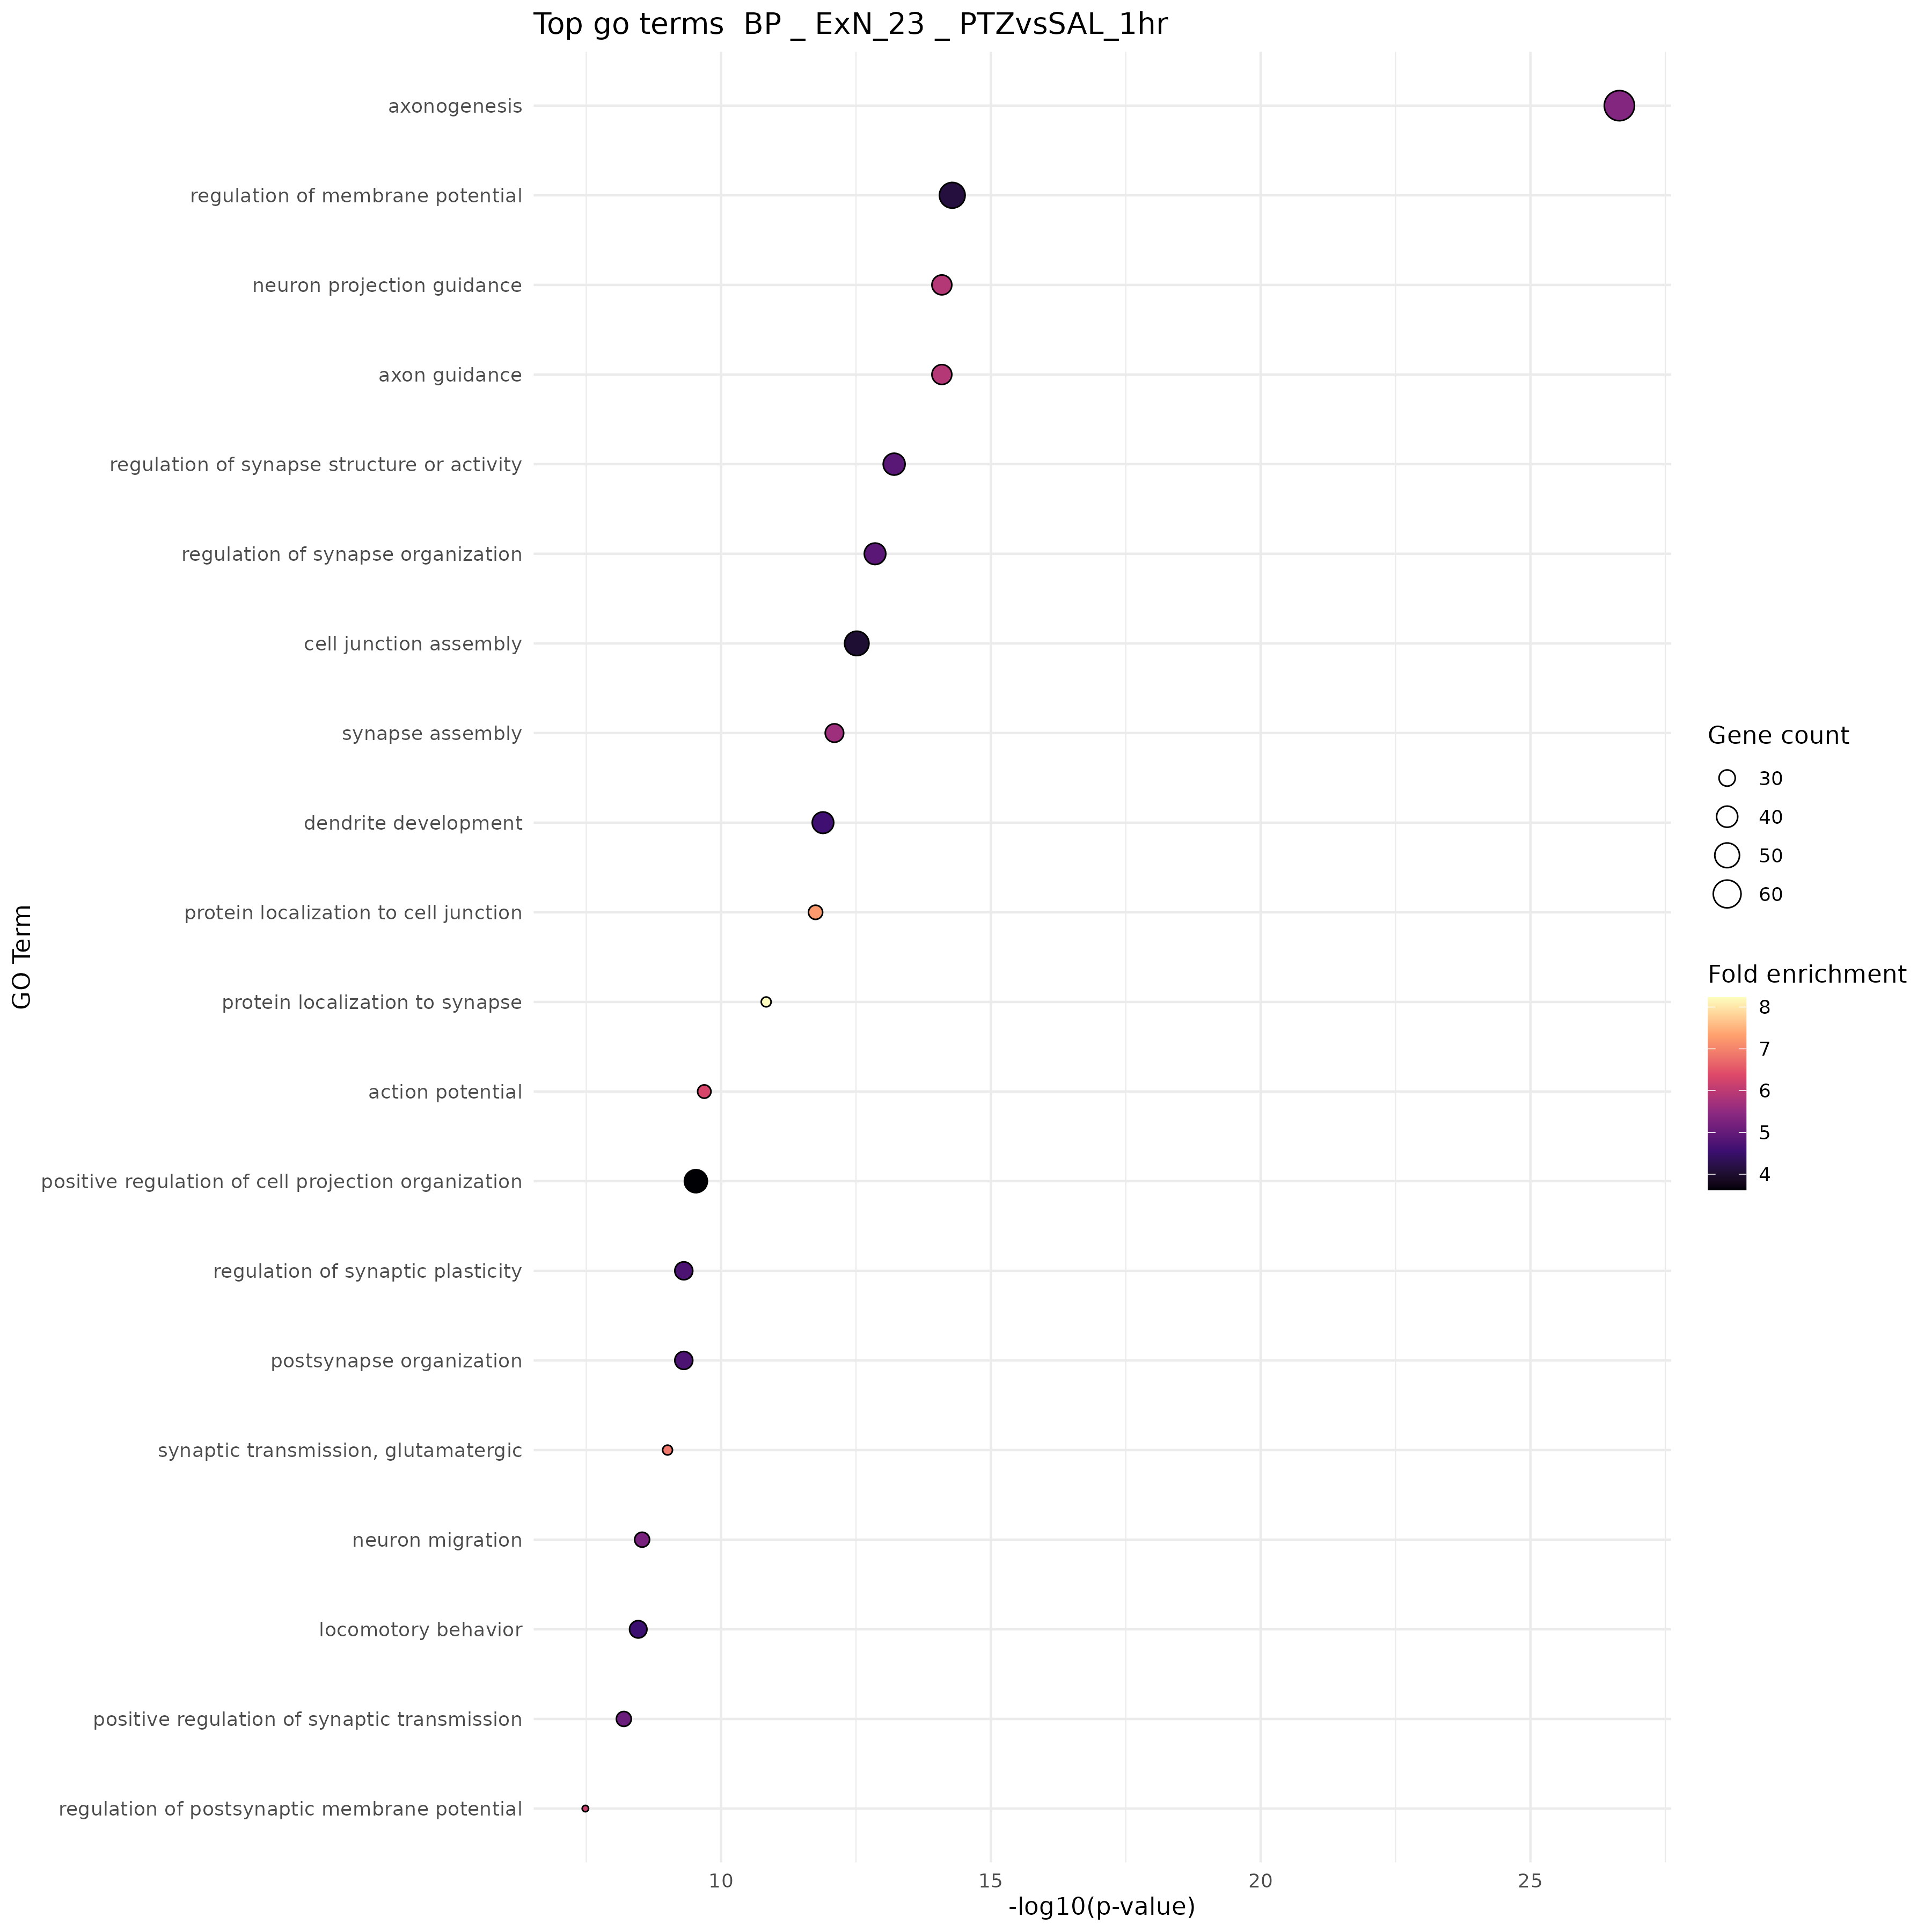 Top go terms  BP _ ExN_23 _ PTZvsSAL_1hr
axonogenesis
regulation of membrane potential
neuron projection guidance
axon guidance
regulation of synapse structure or activity
regulation of synapse organization
cell junction assembly
synapse assembly
dendrite development
protein localization to cell junction
protein localization to synapse
action potential
positive regulation of cell projection organization
regulation of synaptic plasticity
postsynapse organization
synaptic transmission, glutamatergic
neuron migration
locomotory behavior
positive regulation of synaptic transmission
regulation of postsynaptic membrane potential
GO Term
10
15
20
25
-log10(p-value)
Gene count
30
40
50
60
Fold enrichment
8
7
6
5
4